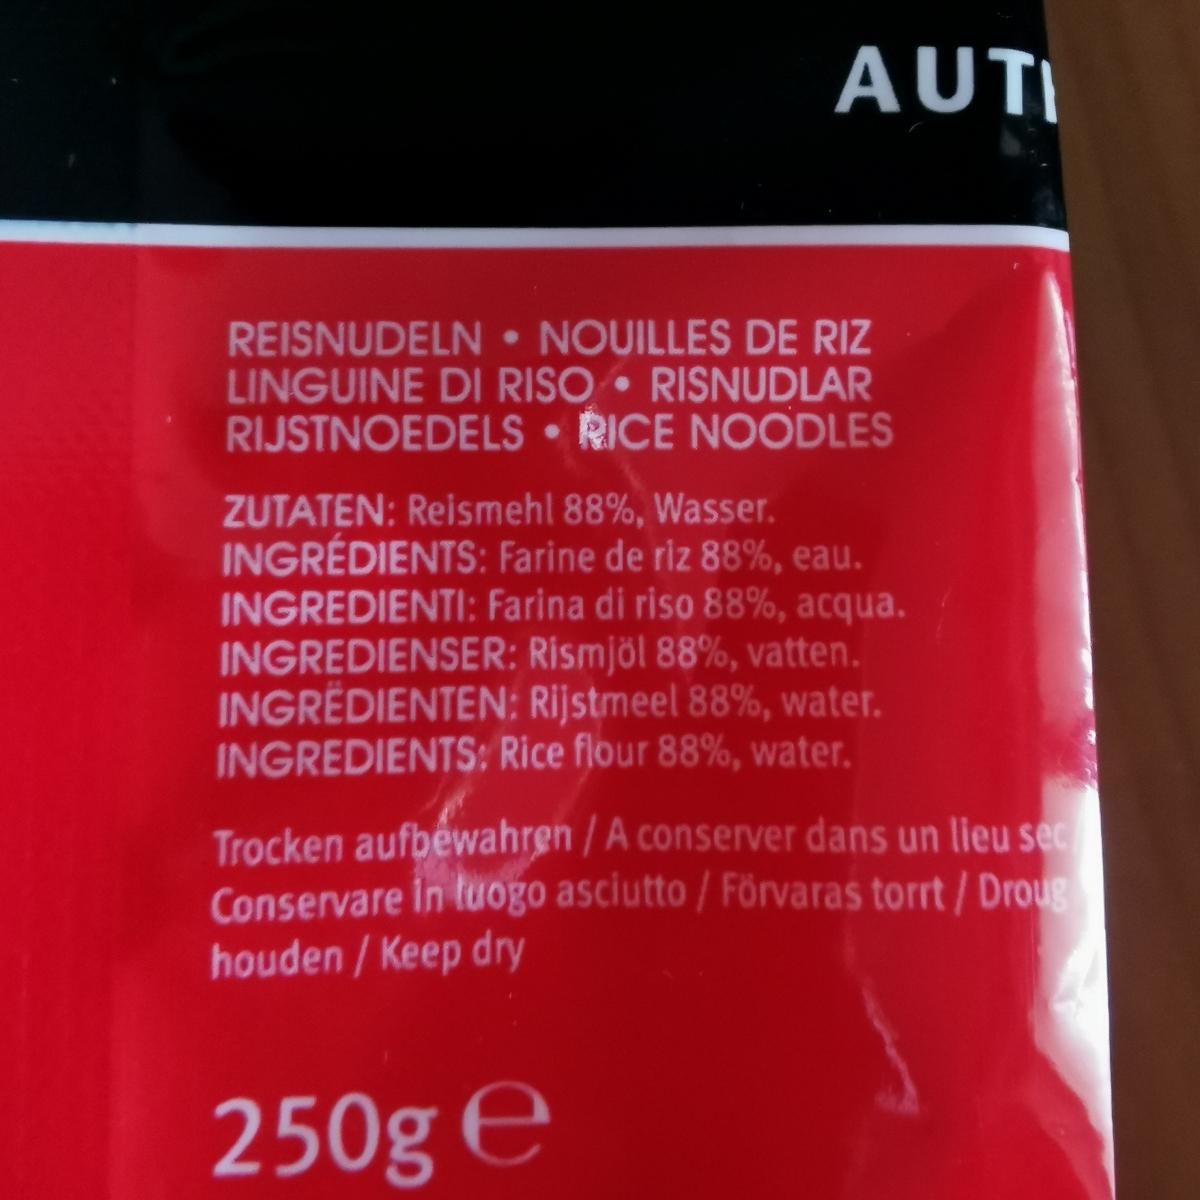 AUT
REISNUDELN • NOUILLES DE RIZ
LINGUINE DI RISO • RISNUDLAR
RIJSTNOEDELS • RICE NOODLES
ZUTATEN: Reismehl 88%, Wasser.
INGRÉDIENTS: Farine de riz 88%, eau.
INGREDIENTI: Farina di riso 88%, acqua.
INGREDIENSER: Rismjöl 88%, vatten.
INGRËDIENTEN: Rijstmeel 88%, water.
INGREDIENTS: Rice flour 88%, water.
Trocken aufbewahren / A conserver dans un lieu sec
Conservare in luogo asciutto / Förvaras torrt / Droug
houden / Keep dry
250g ℮